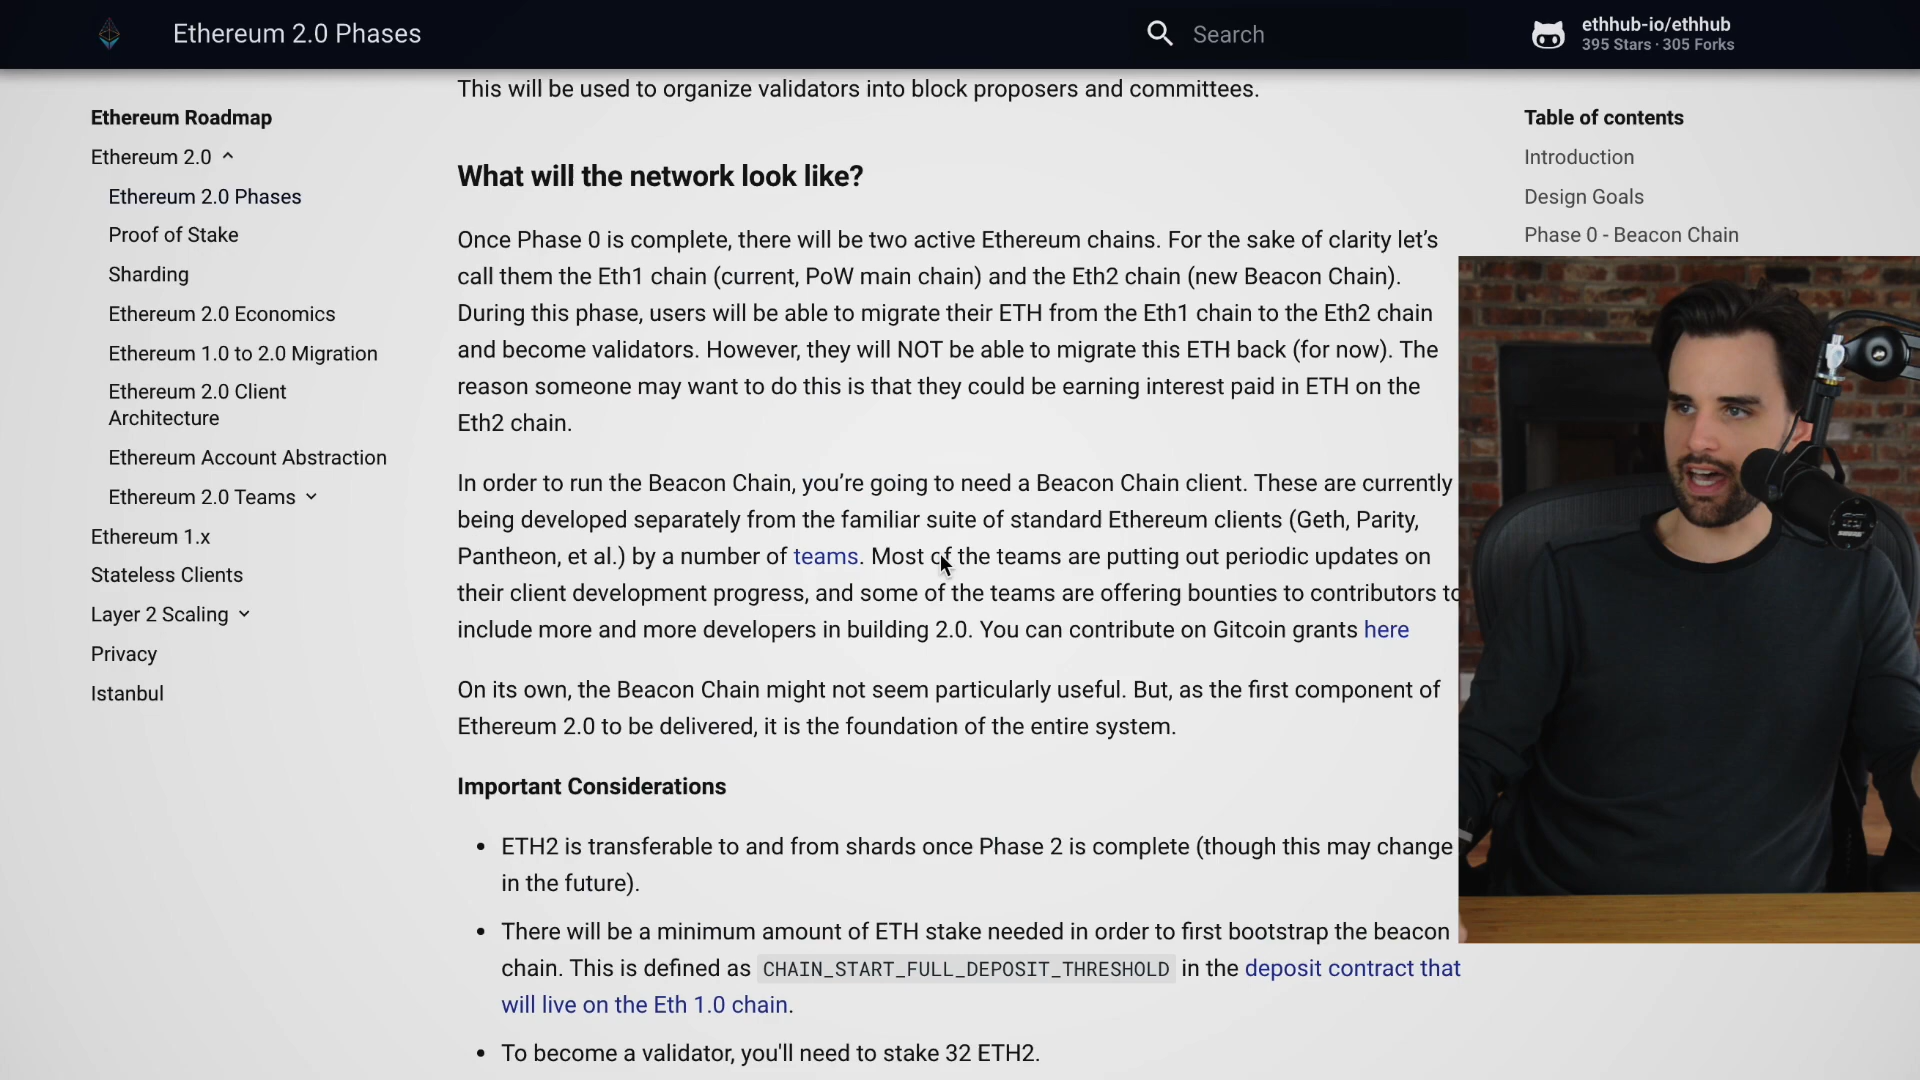 Ethereum 2.0 Phases
Search
ethhub-io/ethhub
395 Stars · 305 Forks
Ethereum Roadmap
Ethereum 2.0
Ethereum 2.0 Phases
Proof of Stake
Sharding
Ethereum 2.0 Economics
Ethereum 1.0 to 2.0 Migration
Ethereum 2.0 Client
Architecture
Ethereum Account Abstraction
Ethereum 2.0 Teams
Ethereum 1.x
Stateless Clients
Layer 2 Scaling
Privacy
Istanbul
This will be used to organize validators into block proposers and committees.
What will the network look like?
Once Phase 0 is complete, there will be two active Ethereum chains. For the sake of clarity let’s
call them the Eth1 chain (current, PoW main chain) and the Eth2 chain (new Beacon Chain).
During this phase, users will be able to migrate their ETH from the Eth1 chain to the Eth2 chain
and become validators. However, they will NOT be able to migrate this ETH back (for now). The
reason someone may want to do this is that they could be earning interest paid in ETH on the
Eth2 chain.
In order to run the Beacon Chain, you’re going to need a Beacon Chain client. These are currently
being developed separately from the familiar suite of standard Ethereum clients (Geth, Parity,
Pantheon, et al.) by a number of teams. Most of the teams are putting out periodic updates on
their client development progress, and some of the teams are offering bounties to contributors to
include more and more developers in building 2.0. You can contribute on Gitcoin grants here
On its own, the Beacon Chain might not seem particularly useful. But, as the first component of
Ethereum 2.0 to be delivered, it is the foundation of the entire system.
Important Considerations
• ETH2 is transferable to and from shards once Phase 2 is complete (though this may change
in the future).
• There will be a minimum amount of ETH stake needed in order to first bootstrap the beacon
chain. This is defined as CHAIN_START_FULL_DEPOSIT_THRESHOLD in the deposit contract that
will live on the Eth 1.0 chain.
• To become a validator, you'll need to stake 32 ETH2.
Table of contents
Introduction
Design Goals
Phase 0 - Beacon Chain